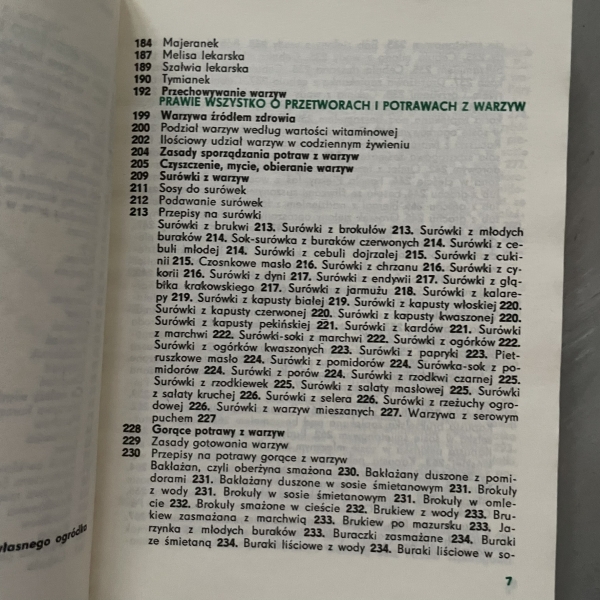 184 Majeranek
187 Melisa lekarska
189 Szałwia lekarska
190 Tymianek
192 Przechowywanie warzyw
PRAWIE WSZYSTKO O PRZETWORACH I POTRAWACH Z WARZYW
199 Warzywa źródłem zdrowia
200 Podział warzyw według wartości witaminowej
202 Ilościowy udział warzyw w codziennym żywieniu
204 Zasady sporządzania potraw z warzyw
205 Czyszczenie, mycie, obieranie warzyw
209 Surówki z warzyw
211 Sosy do surówek
212 Podawanie surówek
213 Przepisy na surówki
Surówki z brukwi 213. Surówki z brokułów 213. Surówki z młodych
buraków 214. Sok-surówka z buraków czerwonych 214. Surówki z ce-
buli młodej 214. Surówki z cebuli dojrzałej 215. Surówki z cuki-
nii 215. Czosnkowe masło 216. Surówki z chrzanu 216. Surówki z cy-
korii 216. Surówki z dyni 217. Surówki z endywii 217. Surówki z głą-
bika krakowskiego 217. Surówki z jarmużu 218. Surówki z kalare-
py 219. Surówki z kapusty białej 219. Surówki z kapusty włoskiej 220.
Surówki z kapusty czerwonej 220. Surówki z kapusty kwaszonej 220.
Surówki z kapusty pekińskiej 221. Surówki z kardów 221. Surówki
z marchwi 222. Surówki-soki z marchwi 222. Surówki z ogórków 222.
Surówki z ogórków kwaszonych 223. Surówki z papryki 223. Piet-
ruszkowe masło 224. Surówki z pomidorów 224. Surówka-sok z po-
midorów 224. Surówki z porów 224. Surówki z rzodkwi czarnej 225.
Surówki z rzodkiewek 225. Surówki z sałaty masłowej 225. Surówki
z sałaty kruchej 226. Surówki z selera 226. Surówki z rzeżuchy ogro-
dowej 226. Surówki z warzyw mieszanych 227. Warzywa z serowym
puchem 227
228 Gorące potrawy z warzyw
229 Zasady gotowania warzyw
230 Przepisy na potrawy gorące z warzyw
Bakłażan, czyli oberżyna smażona 230. Bakłażany duszone z pomi-
dorami 231. Bakłażany duszone w sosie śmietanowym 231. Brokuły
z wody 231. Brokuły w sosie śmietanowym 231. Brokuły w omle-
cie 232. Brokuły smażone w cieście 232. Brukiew z wody 233. Bru-
kiew zasmażana z marchwią 233. Brukiew po mazursku 233. Ja-
rzynka z młodych buraków 233. Buraczki zasmażane 234. Buraki
ze śmietaną 234. Buraki liściowe z wody 234. Buraki liściowe w so-
7
własnego ogródka